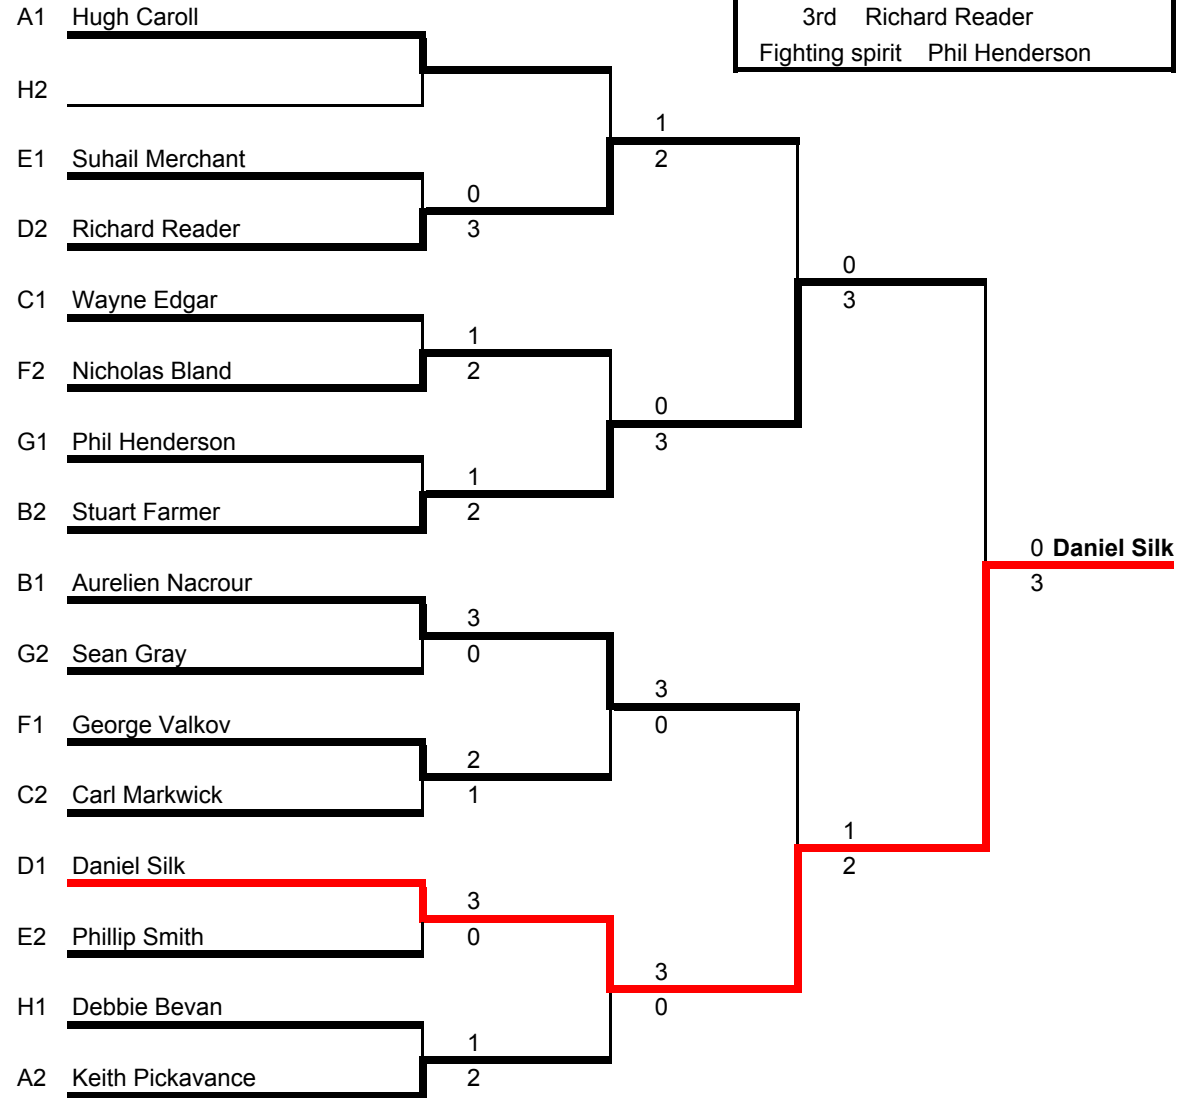 A1 Hugh Caroll
3rd Richard Reader
Fighting spirit Phil Henderson
H2
1
E1 Suhail Merchant
2
0
D2 Richard Reader
3
0
C1 Wayne Edgar
3
1
F2 Nicholas Bland
2
0
G1 Phil Henderson
3
1
B2 Stuart Farmer
2
0 Daniel Silk
B1 Aurelien Nacrour
3
3
G2 Sean Gray
0
3
F1 George Valkov
0
2
C2 Carl Markwick
1
1
D1 Daniel Silk
2
3
E2 Phillip Smith
0
3
H1 Debbie Bevan
0
1
A2 Keith Pickavance
2